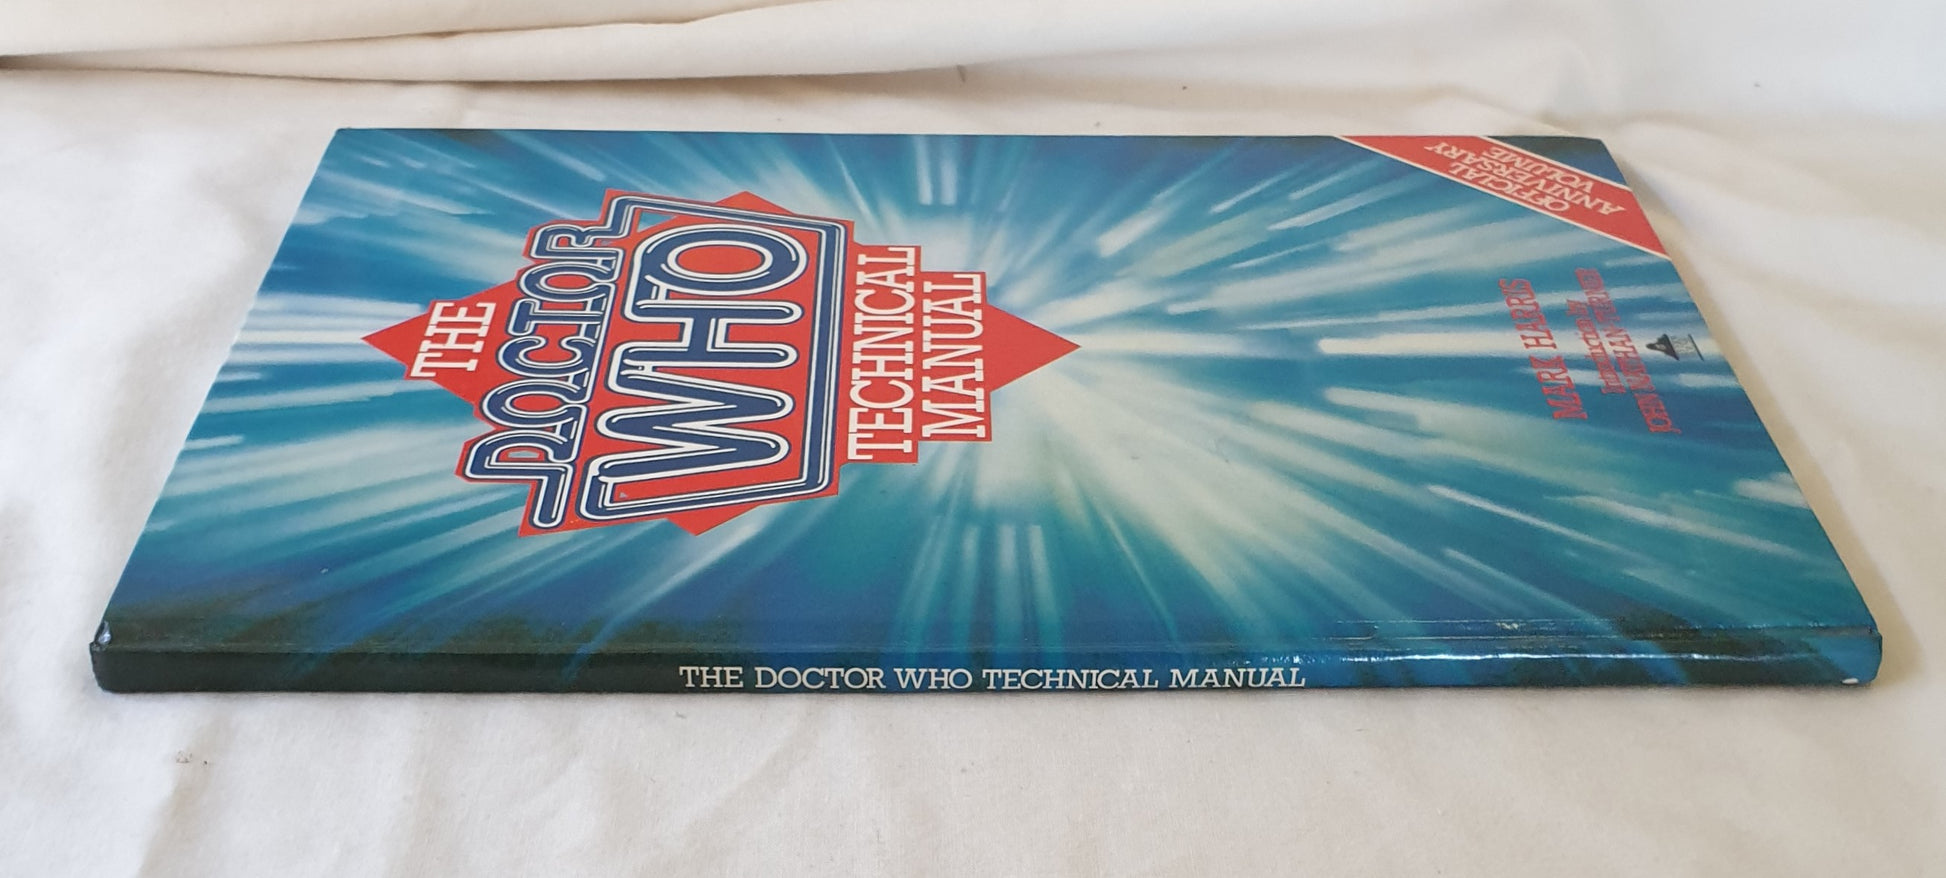 THE
DOCTOR
WHO
TECHNICAL
MANUAL
OFFICIAL
ANNIVERSARY
VOLUME
MARK HARRIS
Introduction by
JOHN NATHAN-TURNER
THE DOCTOR WHO TECHNICAL MANUAL